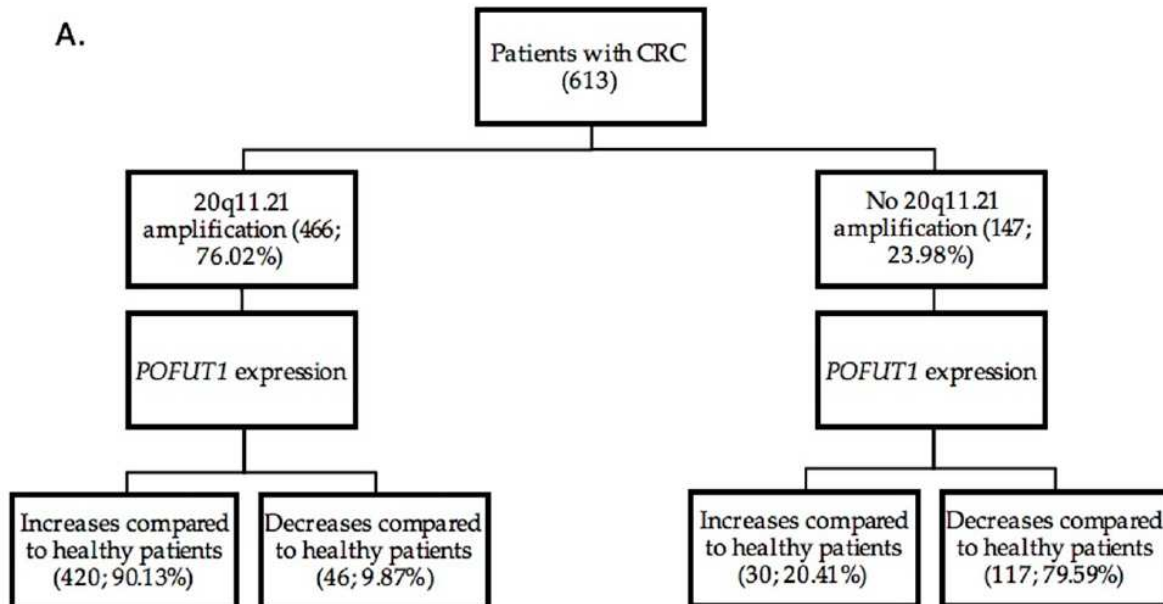 A.
Patients with CRC
(613)
20q11.21
amplification (466;
76.02%)
No 20q11.21
amplification (147;
23.98%)
POFUT1 expression
POFUT1 expression
Increases compared
to healthy patients
(420; 90.13%)
Decreases compared
to healthy patients
(46; 9.87%)
Increases compared
to healthy patients
(30; 20.41%)
Decreases compared
to healthy patients
(117; 79.59%)